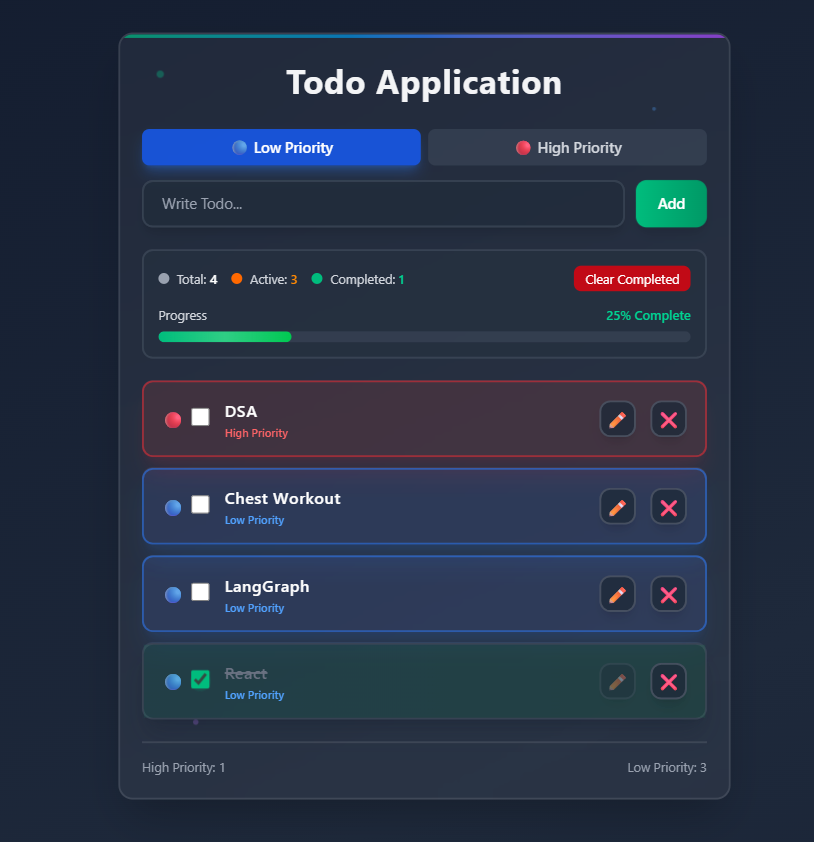 Todo Application
Low Priority High Priority
Write Todo... Add
Total: 4 Active: 3 Completed: 1 Clear Completed
Progress 25% Complete
DSA
High Priority
Chest Workout
Low Priority
LangGraph
Low Priority
React
Low Priority
High Priority: 1 Low Priority: 3